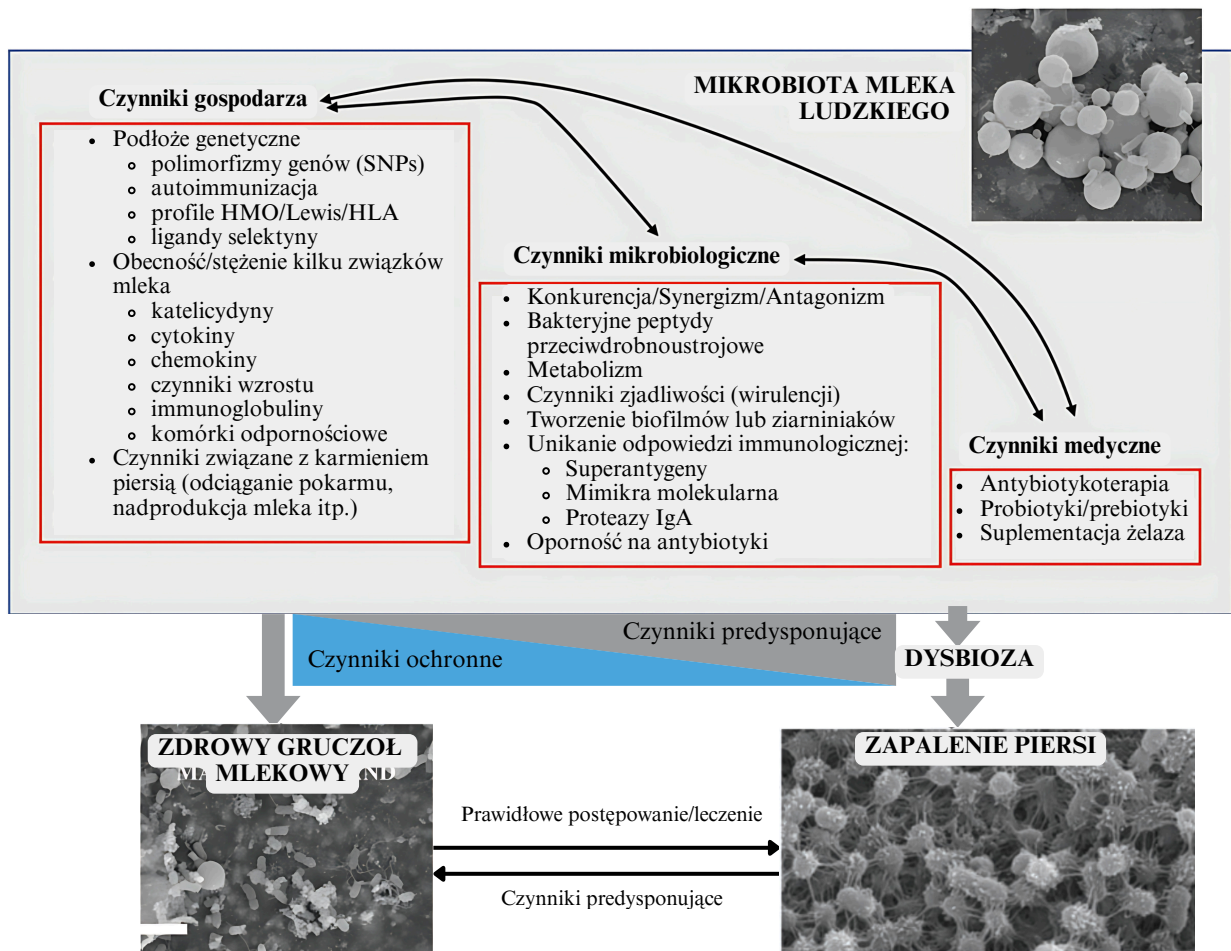 MIKROBIOTA MLEKA
LUDZKIEGO
Czynniki gospodarza
• Podłoże genetyczne
∘ polimorfizmy genów (SNPs)
∘ autoimmunizacja
∘ profile HMO/Lewis/HLA
∘ ligandy selektyny
• Obecność/stężenie kilku związków
mleka
∘ katelicydyny
∘ cytokiny
∘ chemokiny
∘ czynniki wzrostu
∘ immunoglobuliny
∘ komórki odpornościowe
• Czynniki związane z karmieniem
piersią (odciąganie pokarmu,
nadprodukcja mleka itp.)
Czynniki mikrobiologiczne
• Konkurencja/Synergizm/Antagonizm
• Bakteryjne peptydy
przeciwdrobnoustrojowe
• Metabolizm
• Czynniki zjadliwości (wirulencji)
• Tworzenie biofilmów lub ziarniniaków
• Unikanie odpowiedzi immunologicznej:
∘ Superantygeny
∘ Mimikra molekularna
∘ Proteazy IgA
• Oporność na antybiotyki
Czynniki medyczne
• Antybiotykoterapia
• Probiotyki/prebiotyki
• Suplementacja żelaza
Czynniki predysponujące
Czynniki ochronne
DYSBIOZA
ZDROWY GRUCZOŁ
MLEKOWY
ZAPALENIE PIERSI
Prawidłowe postępowanie/leczenie
Czynniki predysponujące